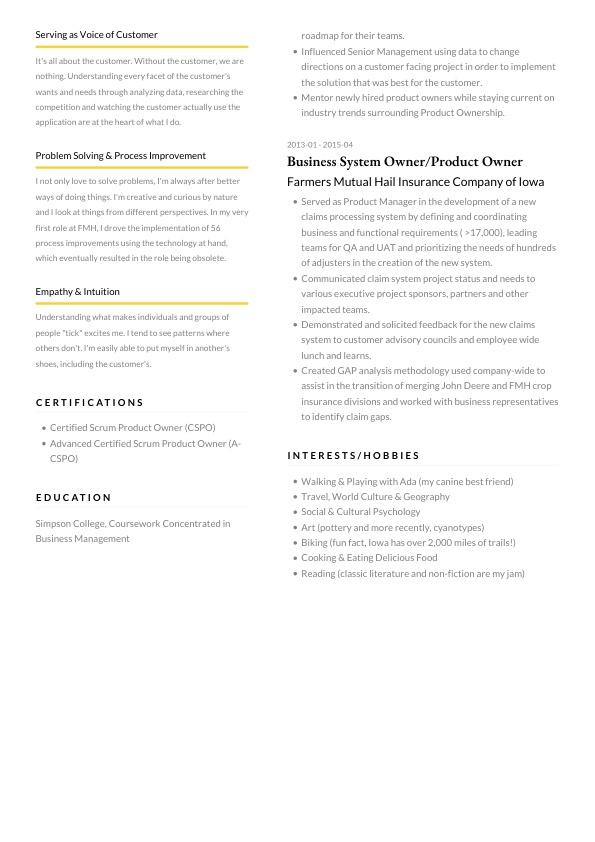 Serving as Voice of Customer
It's all about the customer. Without the customer, we are
nothing. Understanding every facet of the customer's
wants and needs through analyzing data, researching the
competition and watching the customer actually use the
application are at the heart of what I do.
Problem Solving & Process Improvement
I not only love to solve problems, I'm always after better
ways of doing things. I'm creative and curious by nature
and I look at things from different perspectives. In my very
first role at FMH, I drove the implementation of 56
process improvements using the technology at hand,
which eventually resulted in the role being obsolete.
Empathy & Intuition
Understanding what makes individuals and groups of
people "tick" excites me. I tend to see patterns where
others don't. I'm easily able to put myself in another's
shoes, including the customer's.
CERTIFICATIONS
• Certified Scrum Product Owner (CSPO)
• Advanced Certified Scrum Product Owner (A-
CSPO)
EDUCATION
Simpson College, Coursework Concentrated in
Business Management
roadmap for their teams.
• Influenced Senior Management using data to change
directions on a customer facing project in order to implement
the solution that was best for the customer.
• Mentor newly hired product owners while staying current on
industry trends surrounding Product Ownership.
2013-01 - 2015-04
Business System Owner/Product Owner
Farmers Mutual Hail Insurance Company of Iowa
• Served as Product Manager in the development of a new
claims processing system by defining and coordinating
business and functional requirements ( >17,000), leading
teams for QA and UAT and prioritizing the needs of hundreds
of adjusters in the creation of the new system.
• Communicated claim system project status and needs to
various executive project sponsors, partners and other
impacted teams.
• Demonstrated and solicited feedback for the new claims
system to customer advisory councils and employee wide
lunch and learns.
• Created GAP analysis methodology used company-wide to
assist in the transition of merging John Deere and FMH crop
insurance divisions and worked with business representatives
to identify claim gaps.
INTERESTS/HOBBIES
• Walking & Playing with Ada (my canine best friend)
• Travel, World Culture & Geography
• Social & Cultural Psychology
• Art (pottery and more recently, cyanotypes)
• Biking (fun fact, Iowa has over 2,000 miles of trails!)
• Cooking & Eating Delicious Food
• Reading (classic literature and non-fiction are my jam)